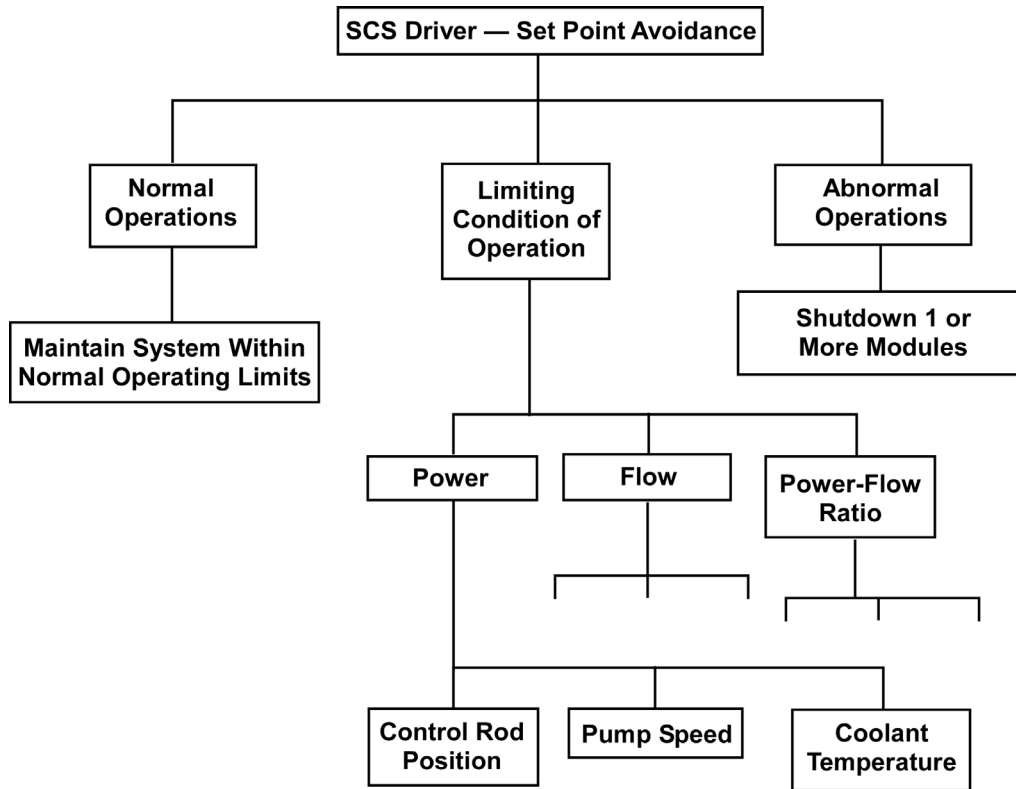 SCS Driver — Set Point Avoidance
Normal
Operations
Limiting
Condition of
Operation
Abnormal
Operations
Maintain System Within
Normal Operating Limits
Shutdown 1 or
More Modules
Power
Flow
Power-Flow
Ratio
Control Rod
Position
Pump Speed
Coolant
Temperature